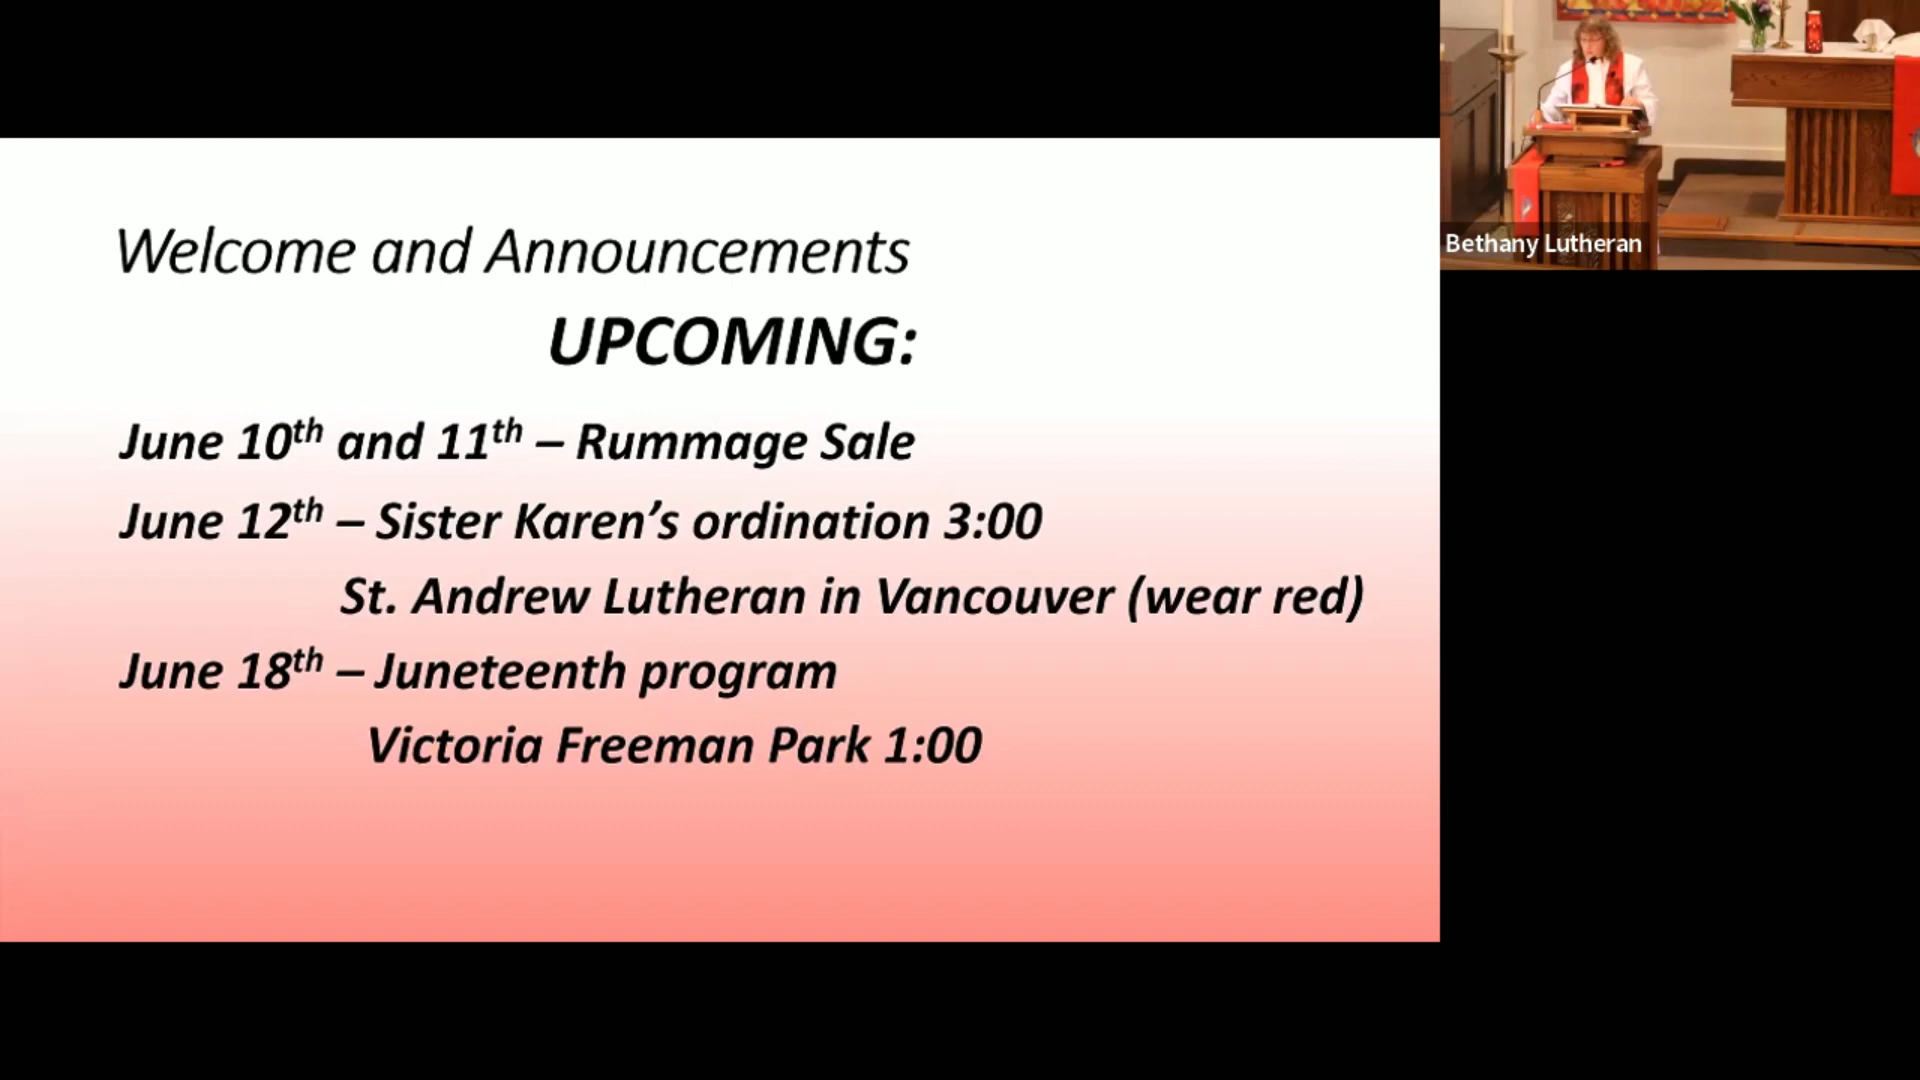 Welcome and Announcements
UPCOMING:
June 10th and 11th – Rummage Sale
June 12th – Sister Karen’s ordination 3:00
St. Andrew Lutheran in Vancouver (wear red)
June 18th – Juneteenth program
Victoria Freeman Park 1:00
Bethany Lutheran